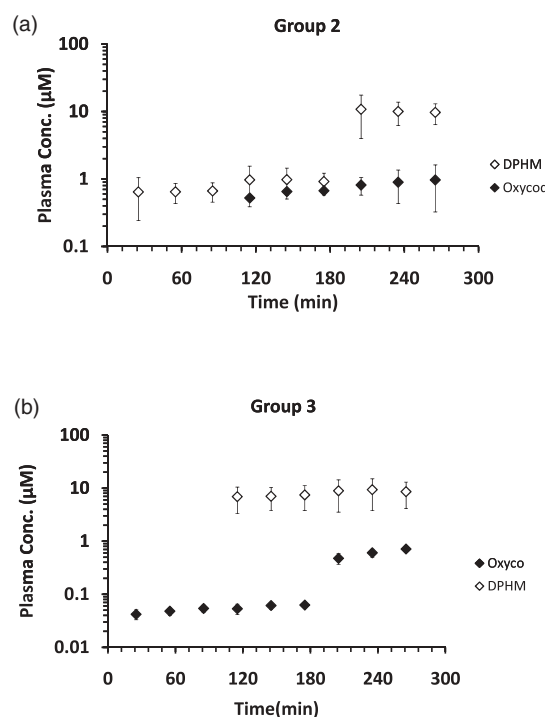 (a)
Group 2
Plasma Conc. (µM)
100
10
1
0.1
0 60 120 180 240 300
Time (min)
DPHM
Oxycod
(b)
Group 3
Plasma Conc. (µM)
100
10
1
0.1
0.01
0 60 120 180 240 300
Time(min)
Oxyco
DPHM